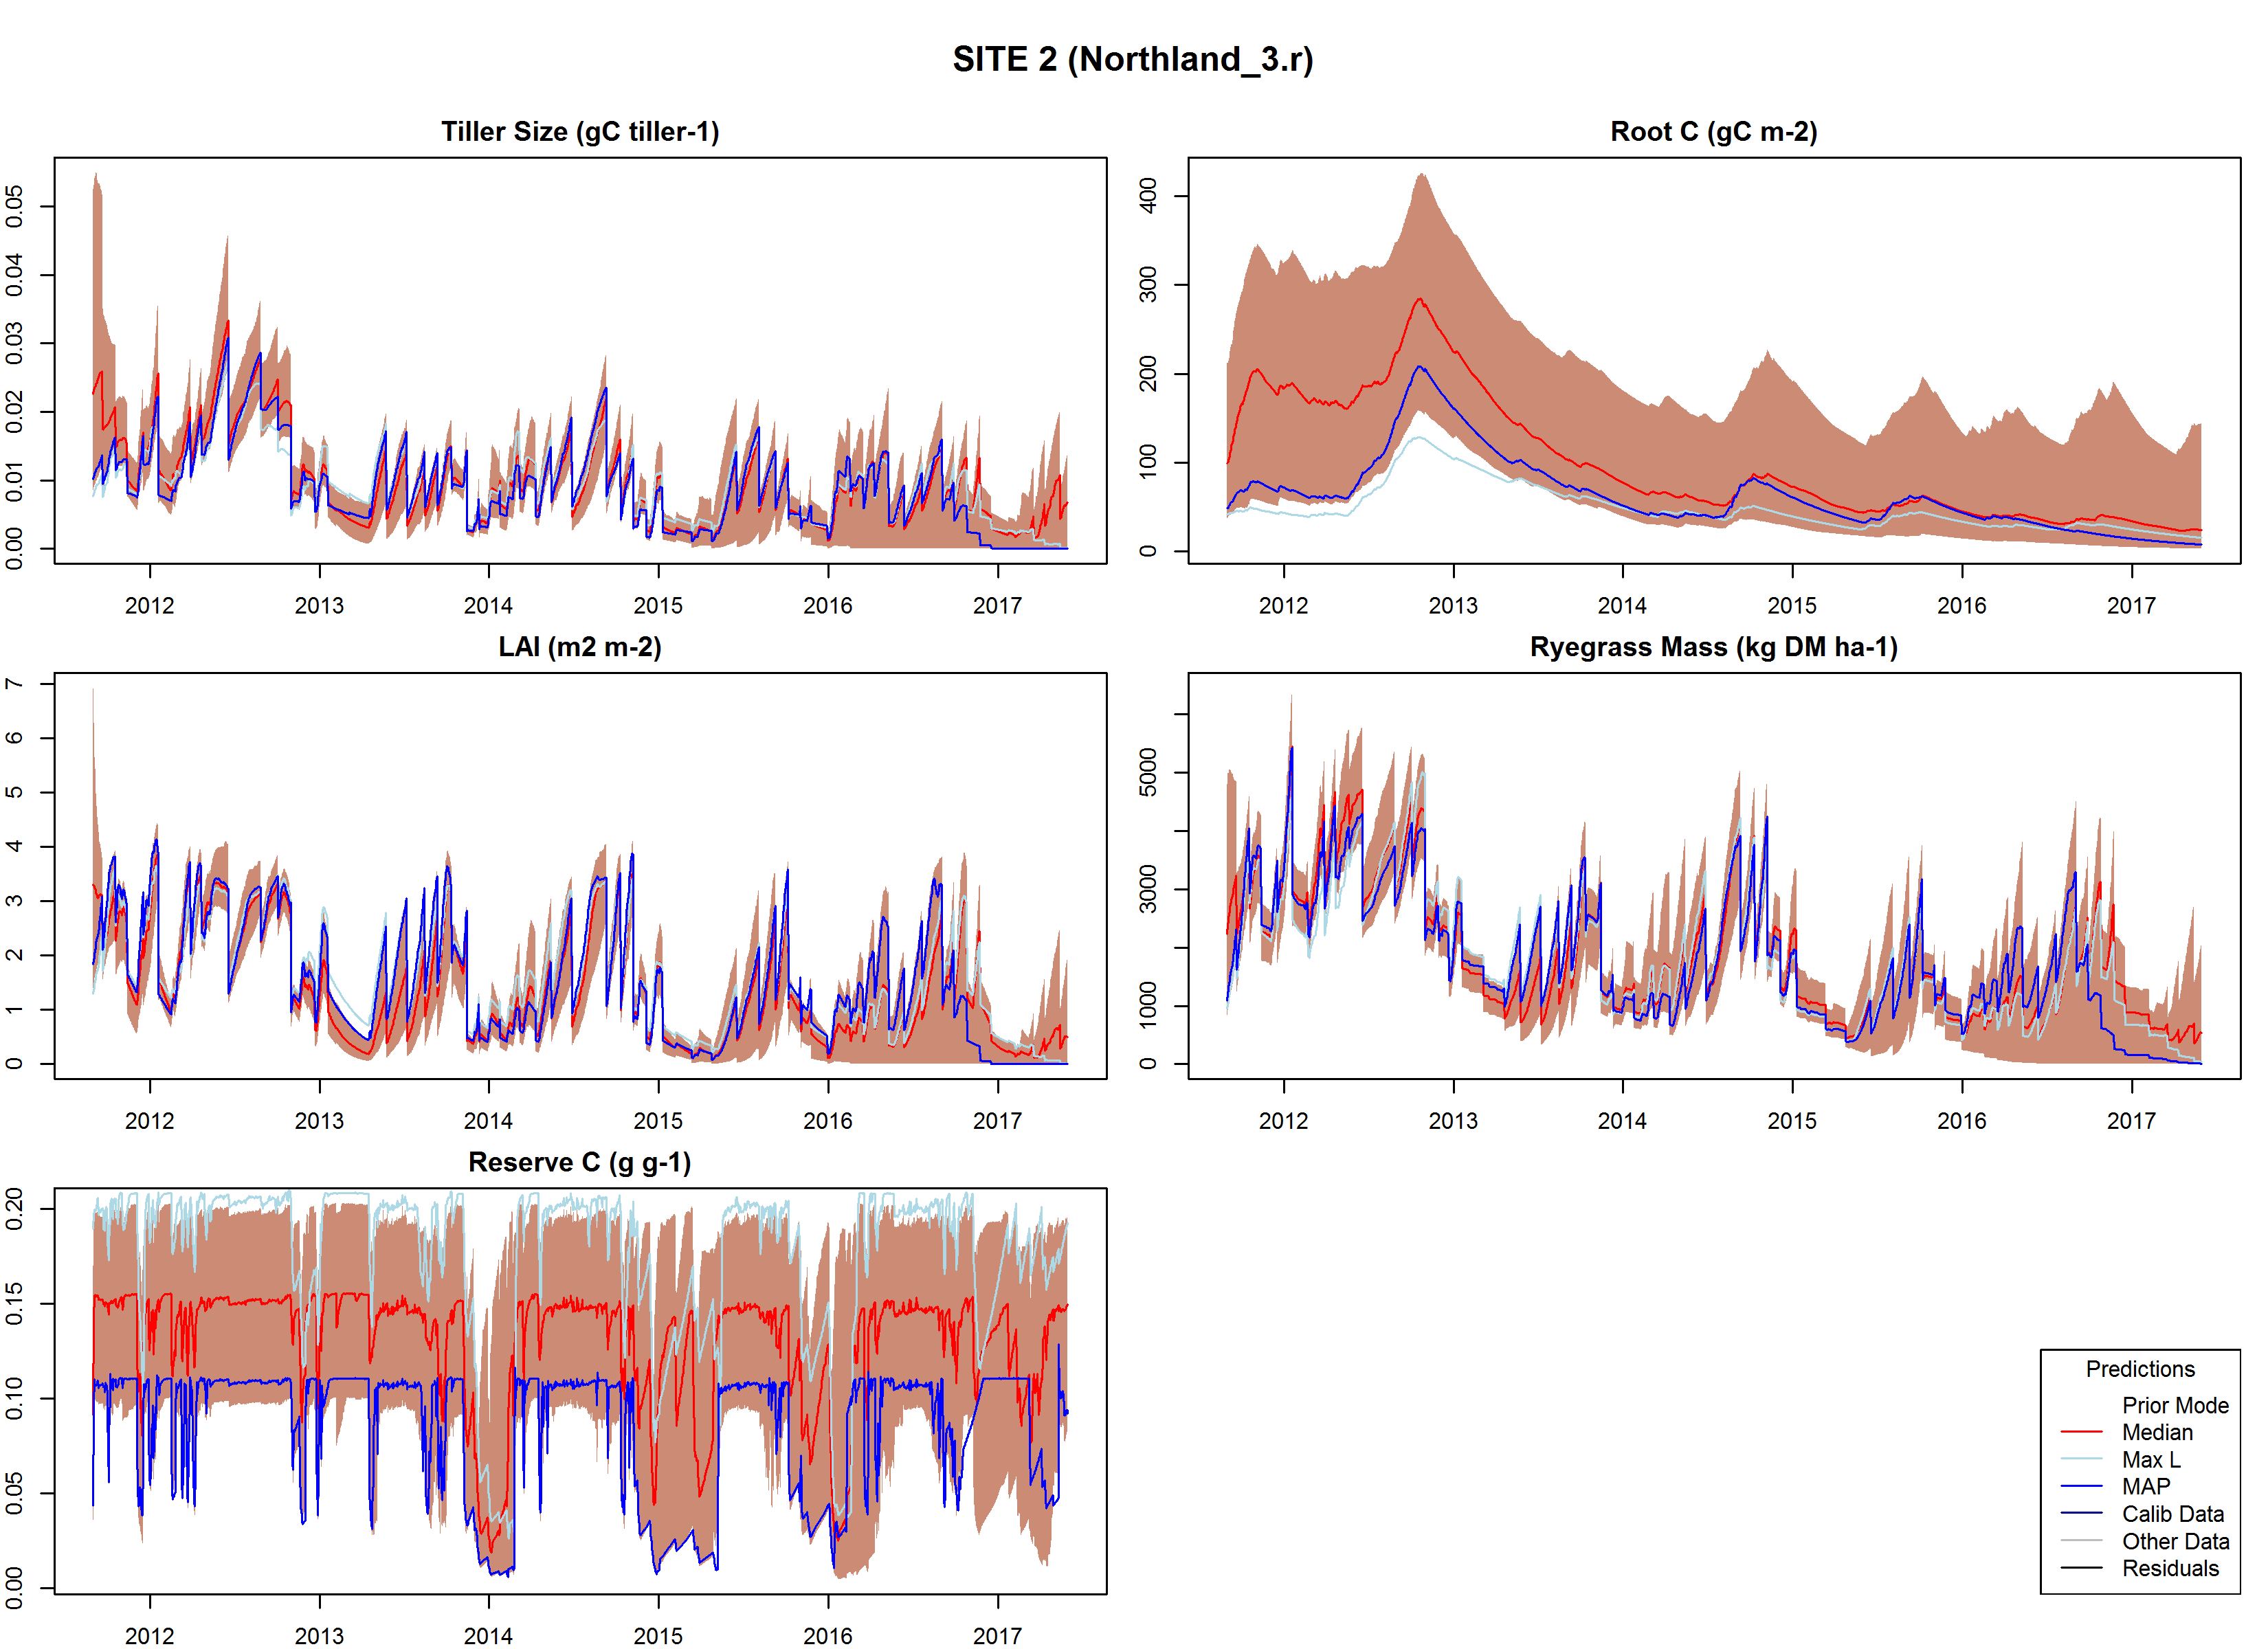 SITE 2 (Northland_3.r)
Tiller Size (gC tiller-1)
0.05
0.04
0.03
0.02
0.01
0.00
2012 2013 2014 2015 2016 2017
Root C (gC m-2)
400
300
200
100
0
2012 2013 2014 2015 2016 2017
LAI (m2 m-2)
7
6
5
4
3
2
1
0
2012 2013 2014 2015 2016 2017
Ryegrass Mass (kg DM ha-1)
5000
3000
1000
0
2012 2013 2014 2015 2016 2017
Reserve C (g g-1)
0.20
0.15
0.10
0.05
0.00
2012 2013 2014 2015 2016 2017
Predictions
Prior Mode
Median
Max L
MAP
Calib Data
Other Data
Residuals